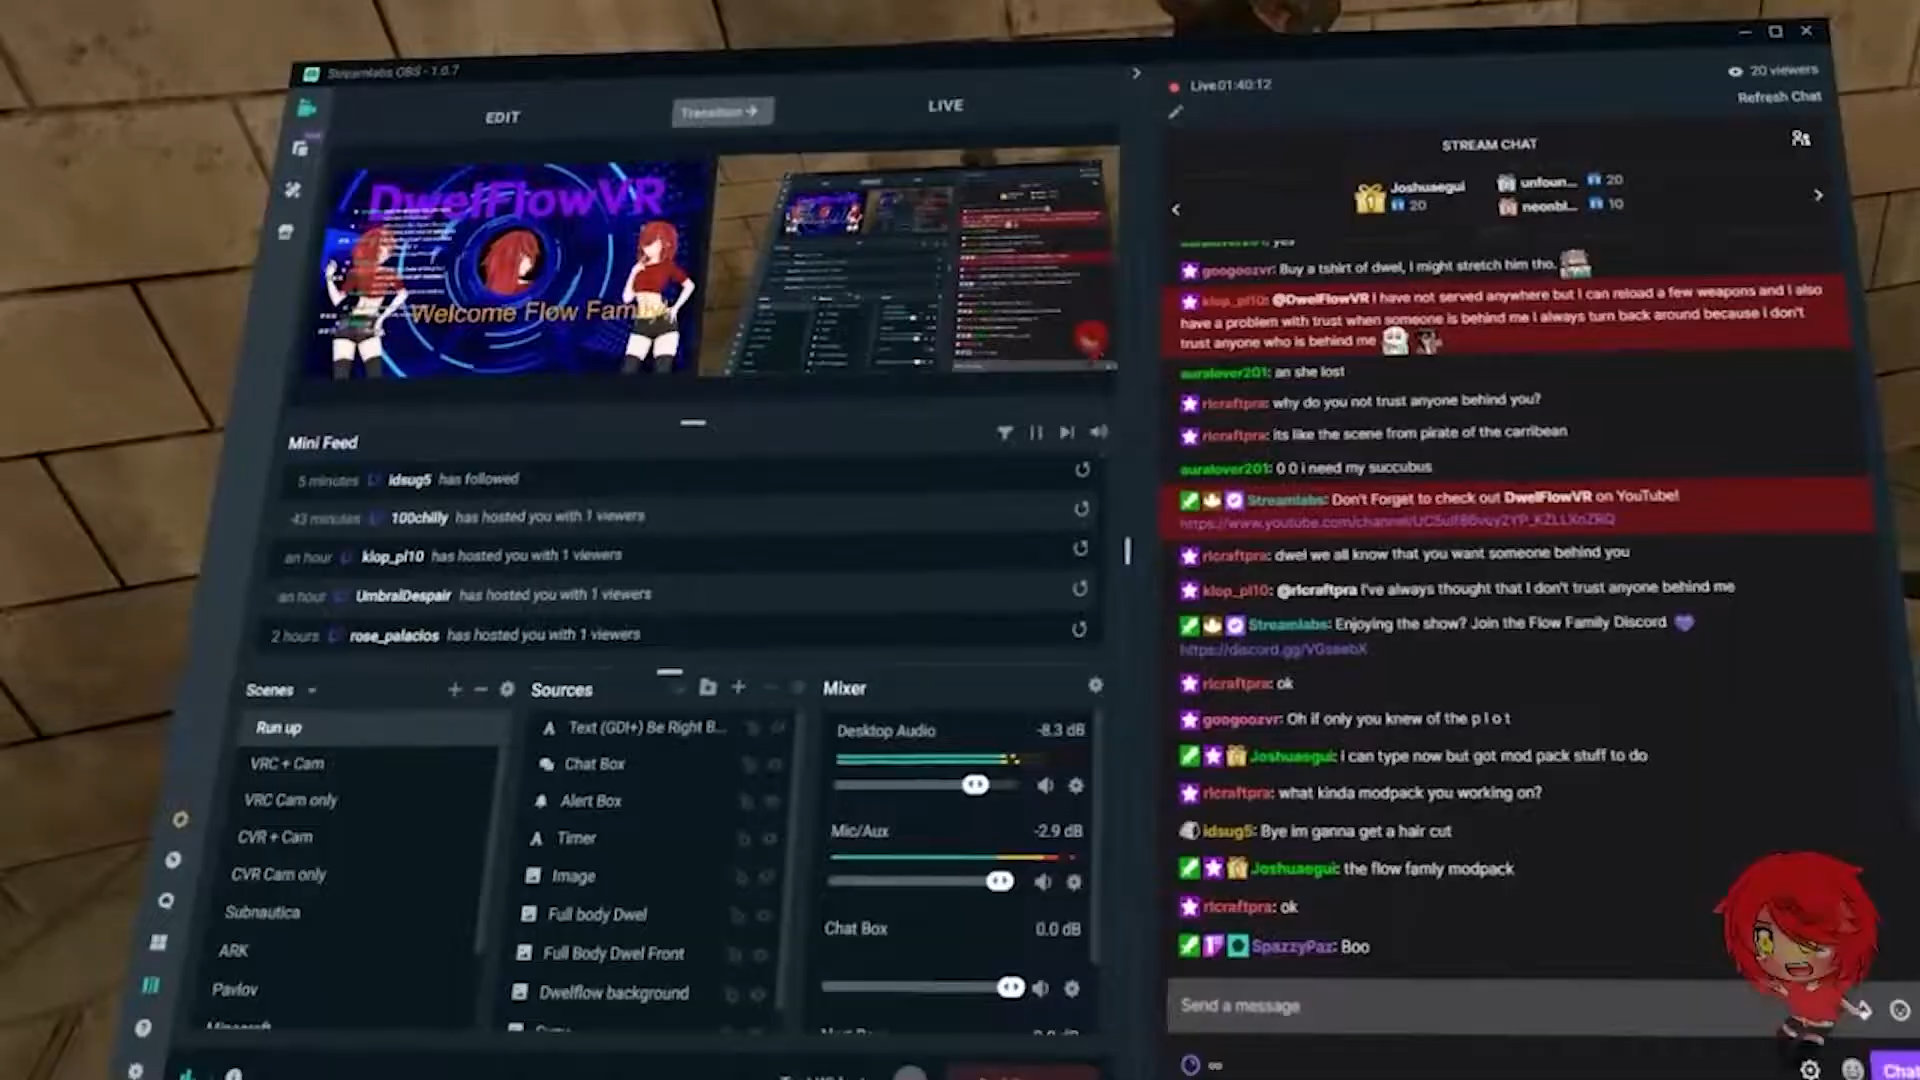 Streamlabs OBS - 1.0.7
EDIT
Transition
LIVE
DwelFlowVR
Welcome Flow Family!
Mini Feed
5 minutes idsug5 has followed
43 minutes 100chilly has hosted you with 1 viewers
an hour klop_pl10 has hosted you with 1 viewers
an hour UmbralDespair has hosted you with 1 viewers
2 hours rose_palacios has hosted you with 1 viewers
Scenes
Run up
VRC + Cam
VRC Cam only
CVR + Cam
CVR Cam only
Subnautica
ARK
Pavlov
Minecraft
Sources
Text (GDI+) Be Right B...
Chat Box
Alert Box
Timer
Image
Full body Dwel
Full Body Dwel Front
Dwelflow background
Mixer
Desktop Audio -8.3 dB
Mic/Aux -2.9 dB
Chat Box 0.0 dB
Live 01:40:12
20 viewers
Refresh Chat
STREAM CHAT
Joshuaegui
20
unfoun... 20
neonbl... 10
auralover201: yes
googoozvr: Buy a tshirt of dwel, I might stretch him tho.
klop_pl10: @DwelFlowVR I have not served anywhere but I can reload a few weapons and I also
have a problem with trust when someone is behind me I always turn back around because I don't
trust anyone who is behind me
auralover201: an she lost
rlcraftpra: why do you not trust anyone behind you?
rlcraftpra: its like the scene from pirate of the carribean
auralover201: 0 0 i need my succubus
Streamlabs: Don't Forget to check out DwelFlowVR on YouTube!
rlcraftpra: dwel we all know that you want someone behind you
klop_pl10: @rlcraftpra I've always thought that I don't trust anyone behind me
Streamlabs: Enjoying the show? Join the Flow Family Discord
rlcraftpra: ok
googoozvr: Oh if only you knew of the p l o t
Joshuaegui: i can type now but got mod pack stuff to do
rlcraftpra: what kinda modpack you working on?
idsug5: Bye im ganna get a hair cut
Joshuaegui: the flow famly modpack
rlcraftpra: ok
SpazzyPaz: Boo
Send a message
Chat